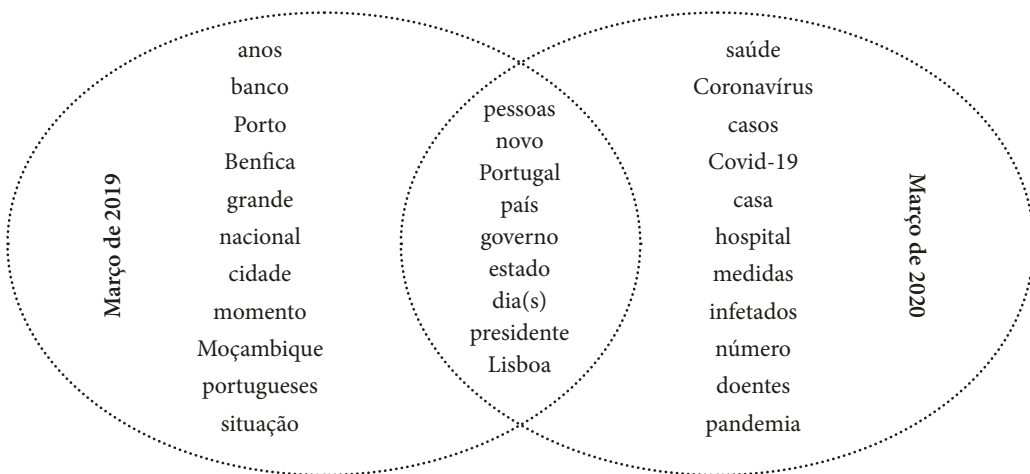 Março de 2019
anos
banco
Porto
Benfica
grande
nacional
cidade
momento
Moçambique
portugueses
situação
pessoas
novo
Portugal
país
governo
estado
dia(s)
presidente
Lisboa
saúde
Coronavírus
casos
Covid-19
casa
hospital
medidas
infetados
número
doentes
pandemia
Março de 2020